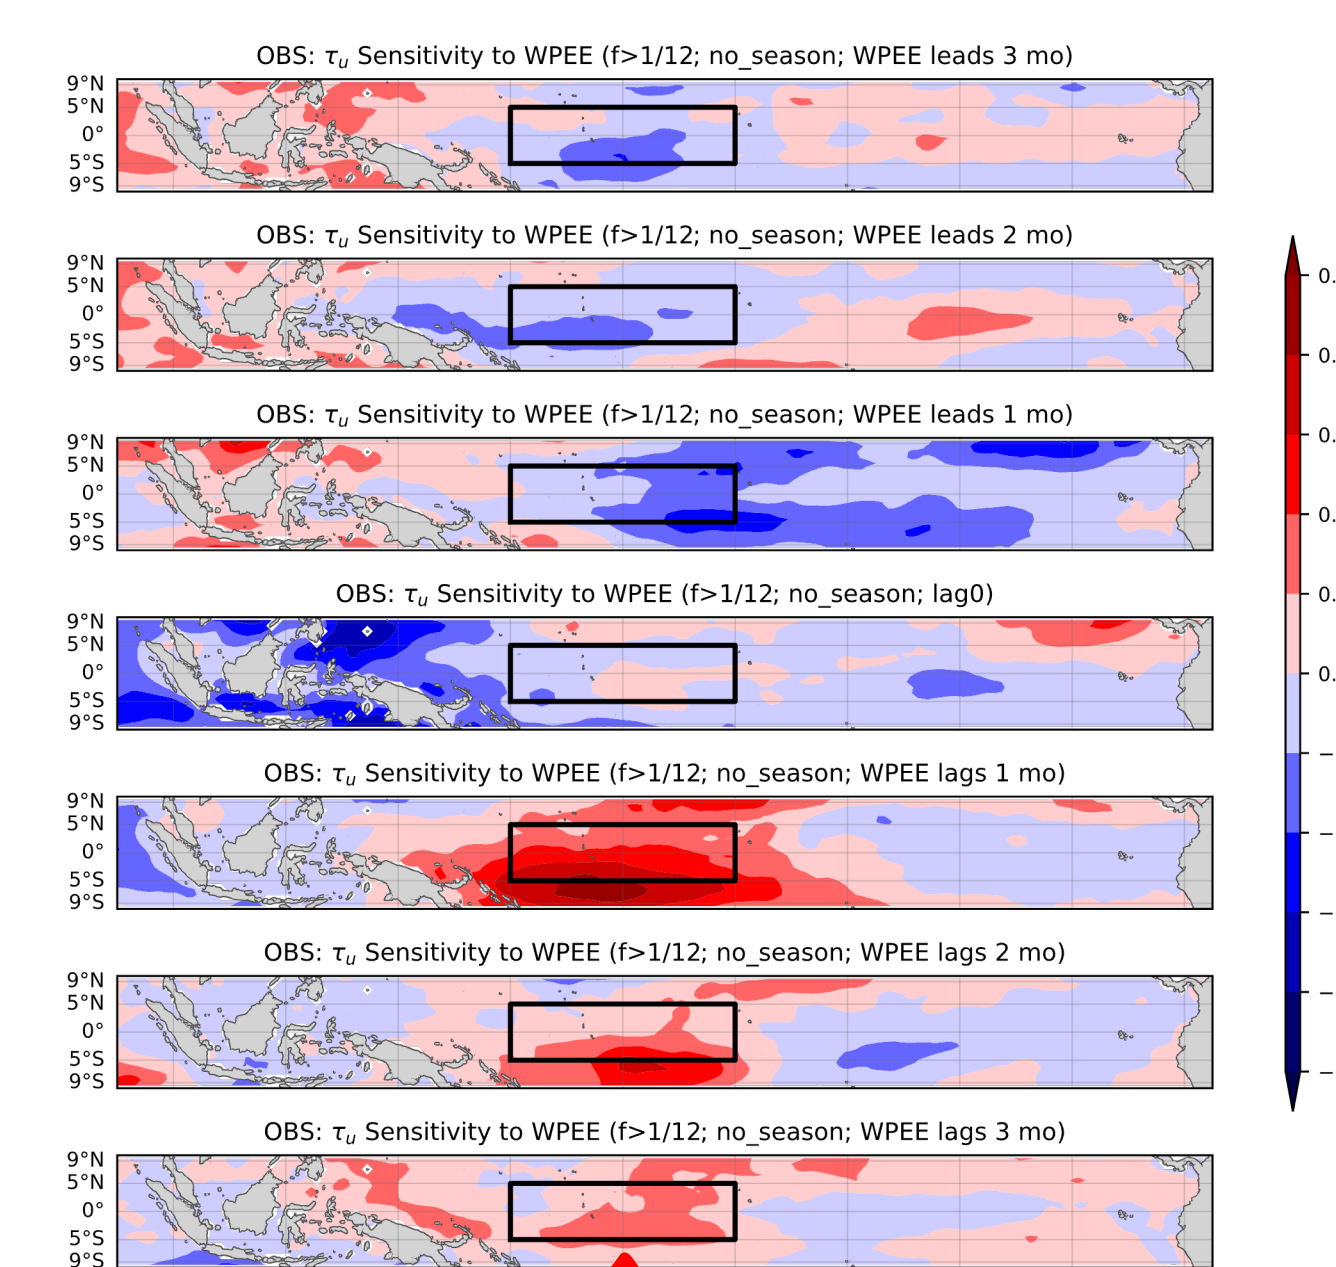 OBS: τu Sensitivity to WPEE (f>1/12; no_season; WPEE leads 3 mo)
9°N
5°N
0°
5°S
9°S
OBS: τu Sensitivity to WPEE (f>1/12; no_season; WPEE leads 2 mo)
9°N
5°N
0°
5°S
9°S
OBS: τu Sensitivity to WPEE (f>1/12; no_season; WPEE leads 1 mo)
9°N
5°N
0°
5°S
9°S
OBS: τu Sensitivity to WPEE (f>1/12; no_season; lag0)
9°N
5°N
0°
5°S
9°S
OBS: τu Sensitivity to WPEE (f>1/12; no_season; WPEE lags 1 mo)
9°N
5°N
0°
5°S
9°S
OBS: τu Sensitivity to WPEE (f>1/12; no_season; WPEE lags 2 mo)
9°N
5°N
0°
5°S
9°S
OBS: τu Sensitivity to WPEE (f>1/12; no_season; WPEE lags 3 mo)
9°N
5°N
0°
5°S
9°S
0.
0.
0.
0.
0.
0.
−
−
−
−
−